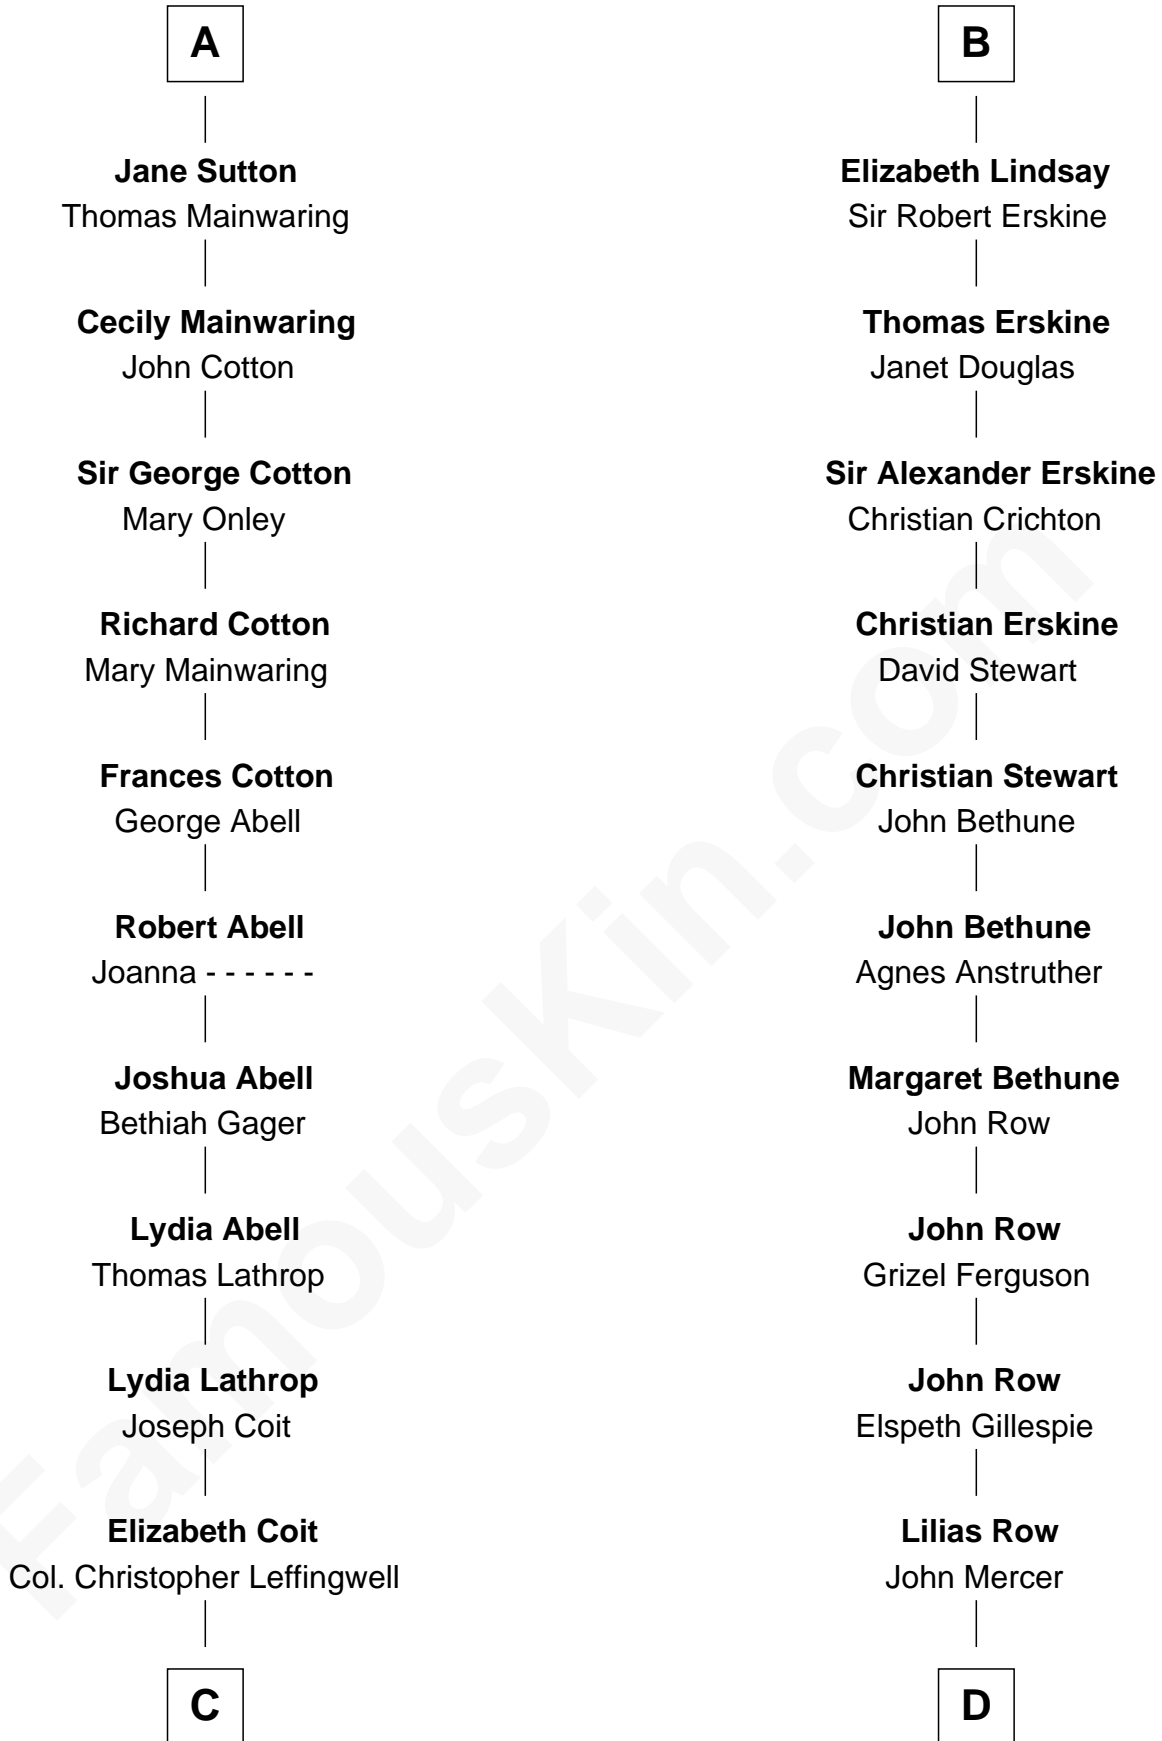 A
Jane Sutton
Thomas Mainwaring
Cecily Mainwaring
John Cotton
Sir George Cotton
Mary Onley
Richard Cotton
Mary Mainwaring
Frances Cotton
George Abell
Robert Abell
Joanna - - - - - -
Joshua Abell
Bethiah Gager
Lydia Abell
Thomas Lathrop
Lydia Lathrop
Joseph Coit
Elizabeth Coit
Col. Christopher Leffingwell
C
B
Elizabeth Lindsay
Sir Robert Erskine
Thomas Erskine
Janet Douglas
Sir Alexander Erskine
Christian Crichton
Christian Erskine
David Stewart
Christian Stewart
John Bethune
John Bethune
Agnes Anstruther
Margaret Bethune
John Row
John Row
Grizel Ferguson
John Row
Elspeth Gillespie
Lilias Row
John Mercer
D
FamousKin.com